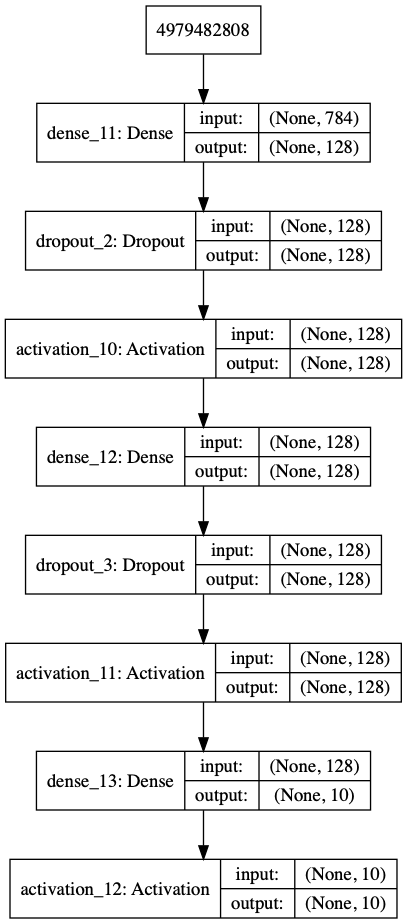 4979482808
dense_11: Dense
input: (None, 784)
output: (None, 128)
dropout_2: Dropout
input: (None, 128)
output: (None, 128)
activation_10: Activation
input: (None, 128)
output: (None, 128)
dense_12: Dense
input: (None, 128)
output: (None, 128)
dropout_3: Dropout
input: (None, 128)
output: (None, 128)
activation_11: Activation
input: (None, 128)
output: (None, 128)
dense_13: Dense
input: (None, 128)
output: (None, 10)
activation_12: Activation
input: (None, 10)
output: (None, 10)